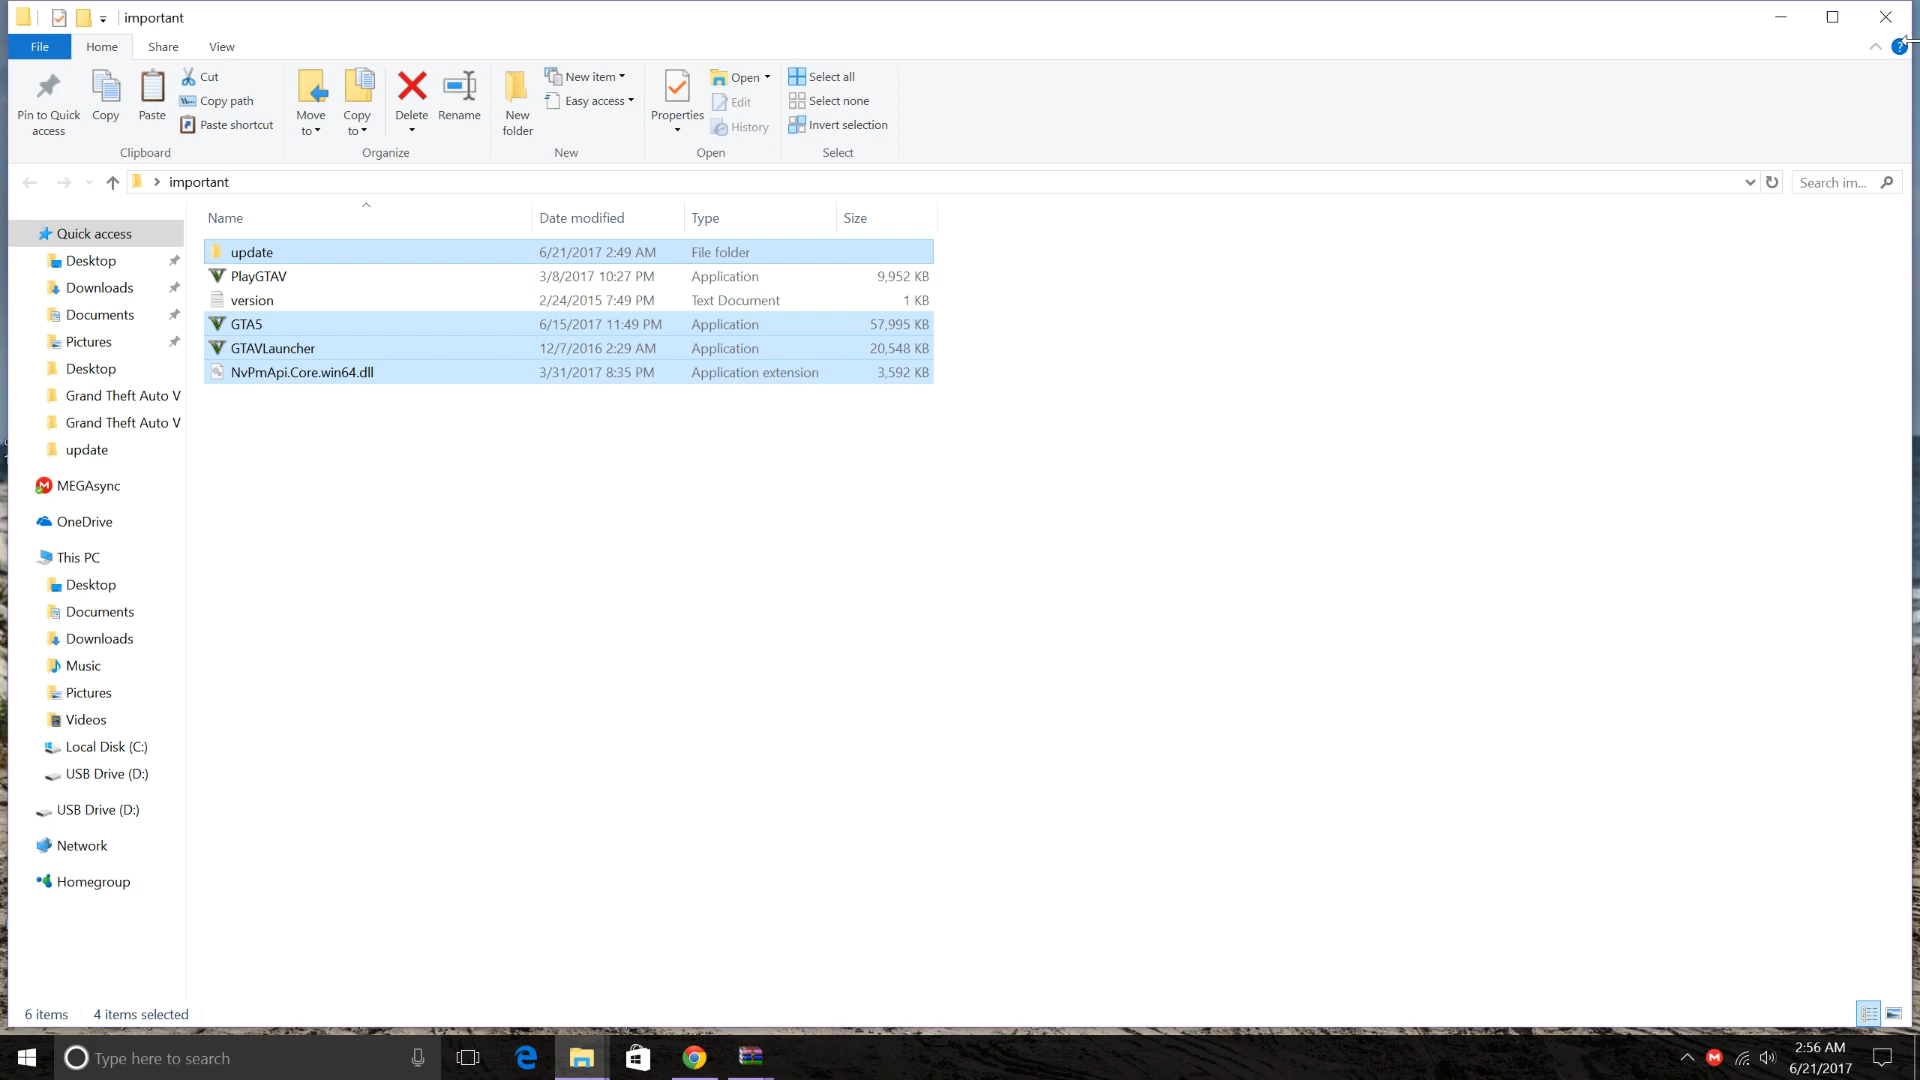 important
File Home Share View
Pin to Quick access
Copy
Paste
Cut
Copy path
Paste shortcut
Clipboard
Move to
Copy to
Delete
Rename
Organize
New folder
New item
Easy access
New
Properties
Open
Edit
History
Open
Select all
Select none
Invert selection
Select
important
Search im...
Name Date modified Type Size
update 6/21/2017 2:49 AM File folder
PlayGTAV 3/8/2017 10:27 PM Application 9,952 KB
version 2/24/2015 7:49 PM Text Document 1 KB
GTA5 6/15/2017 11:49 PM Application 57,995 KB
GTAVLauncher 12/7/2016 2:29 AM Application 20,548 KB
NvPmApi.Core.win64.dll 3/31/2017 8:35 PM Application extension 3,592 KB
Quick access
Desktop
Downloads
Documents
Pictures
Desktop
Grand Theft Auto V
Grand Theft Auto V
update
MEGAsync
OneDrive
This PC
Desktop
Documents
Downloads
Music
Pictures
Videos
Local Disk (C:)
USB Drive (D:)
USB Drive (D:)
Network
Homegroup
6 items 4 items selected
Type here to search
2:56 AM
6/21/2017